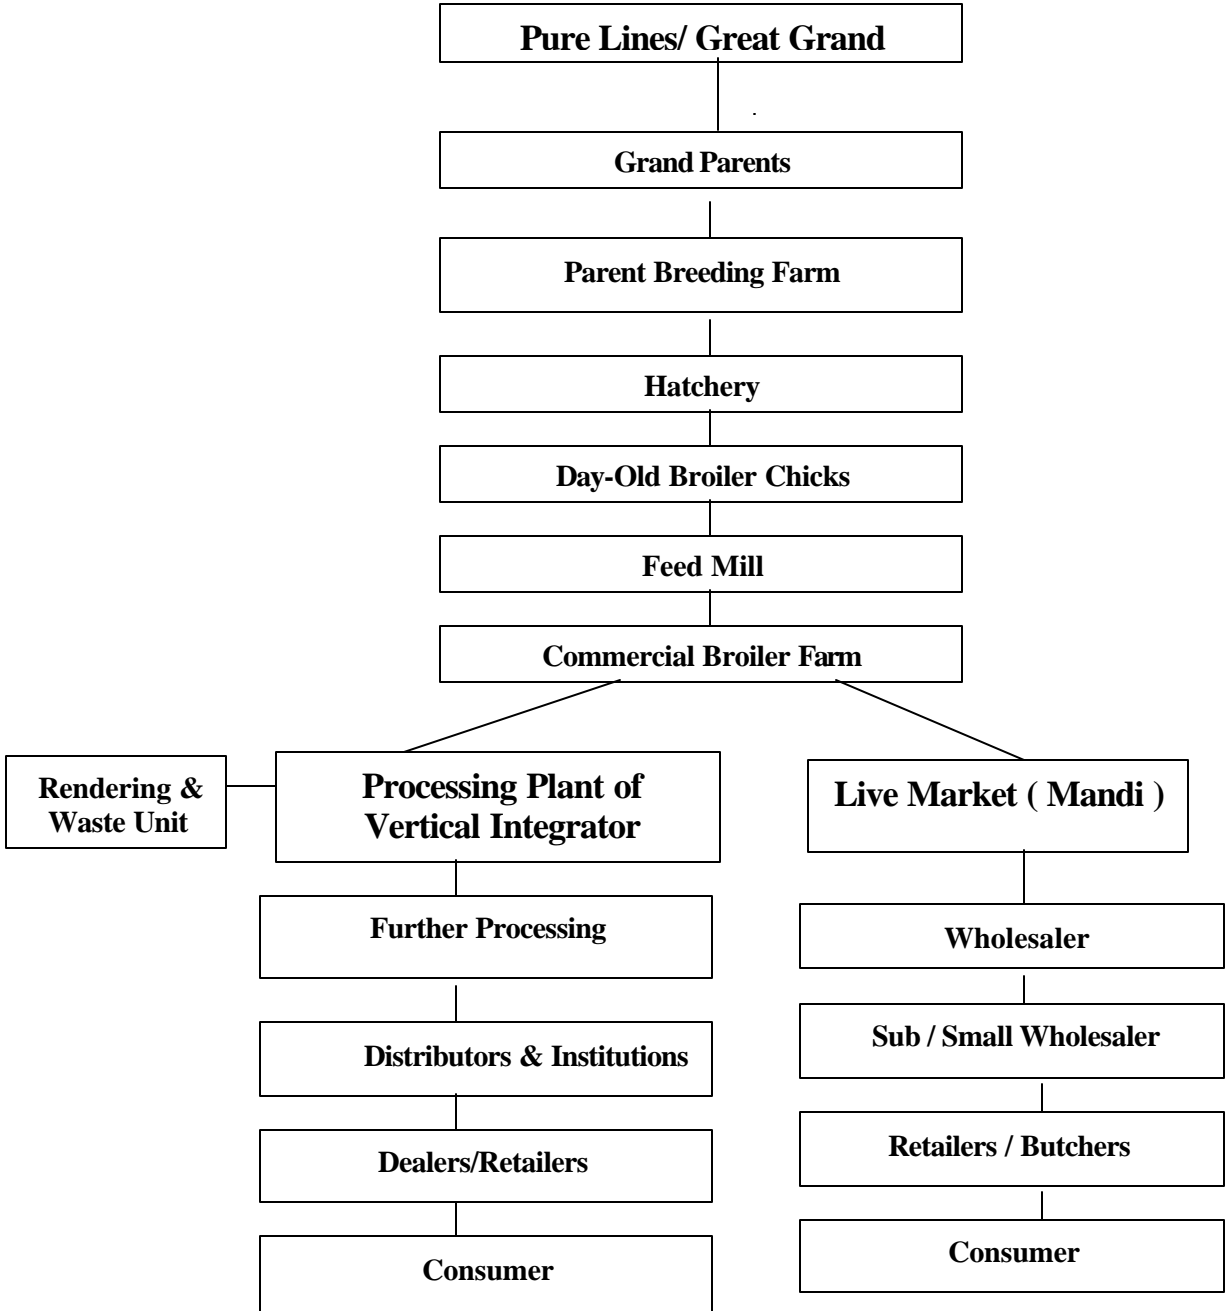 Pure Lines/ Great Grand
Grand Parents
Parent Breeding Farm
Hatchery
Day-Old Broiler Chicks
Feed Mill
Commercial Broiler Farm
Rendering &
Waste Unit
Processing Plant of
Vertical Integrator
Live Market ( Mandi )
Further Processing
Wholesaler
Distributors & Institutions
Sub / Small Wholesaler
Dealers/Retailers
Retailers / Butchers
Consumer
Consumer